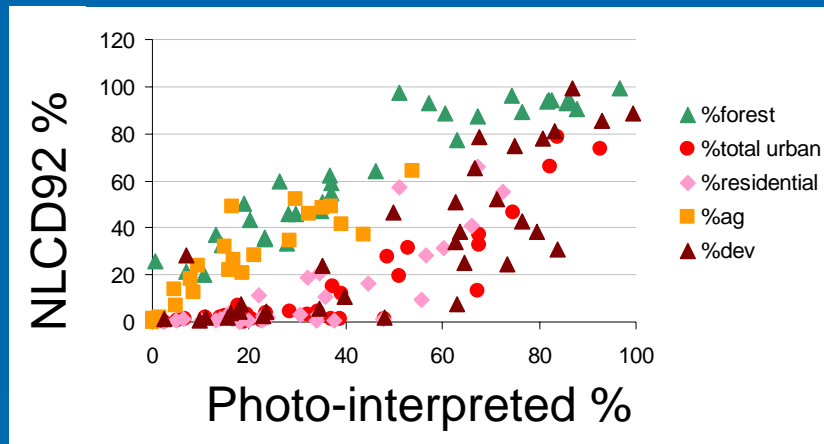 120
100
80
60
40
20
0
NLCD92 %
0 20 40 60 80 100
Photo-interpreted %
%forest
%total urban
%residential
%ag
%dev